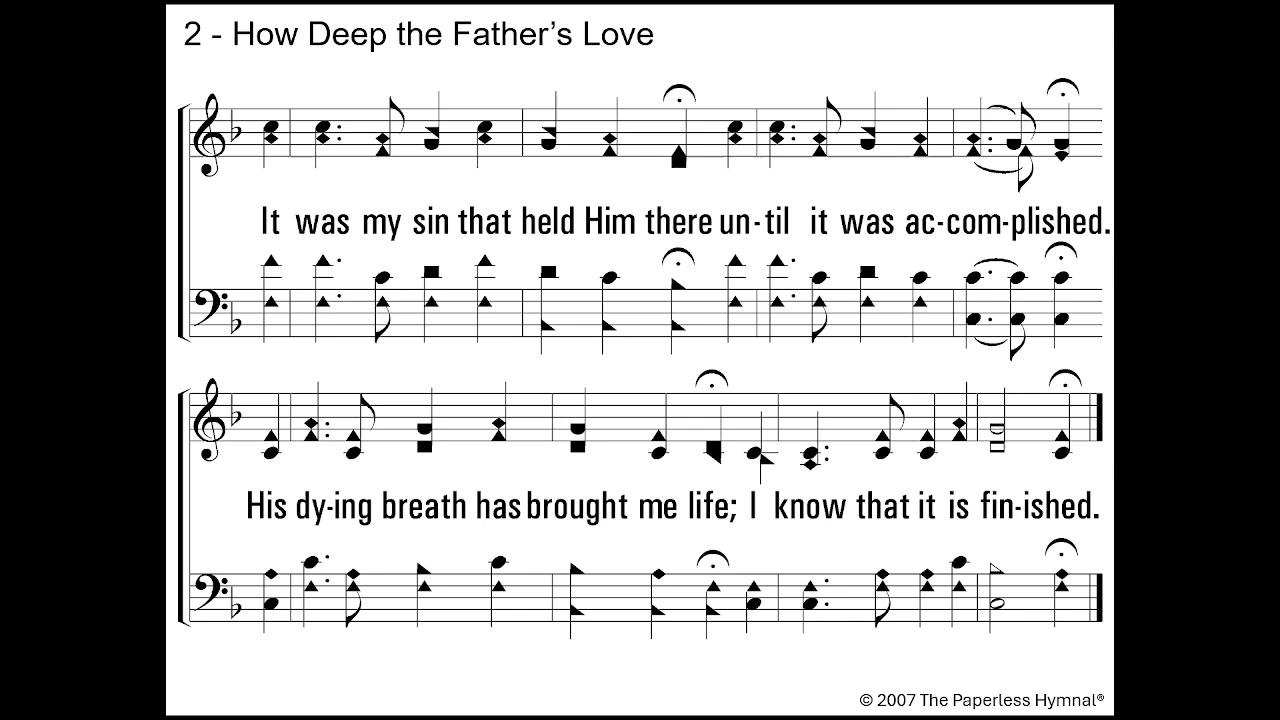 2 - How Deep the Father’s Love
It was my sin that held Him there un-til it was ac-com-plished.
His dy-ing breath has brought me life; I know that it is fin-ished.
© 2007 The Paperless Hymnal®